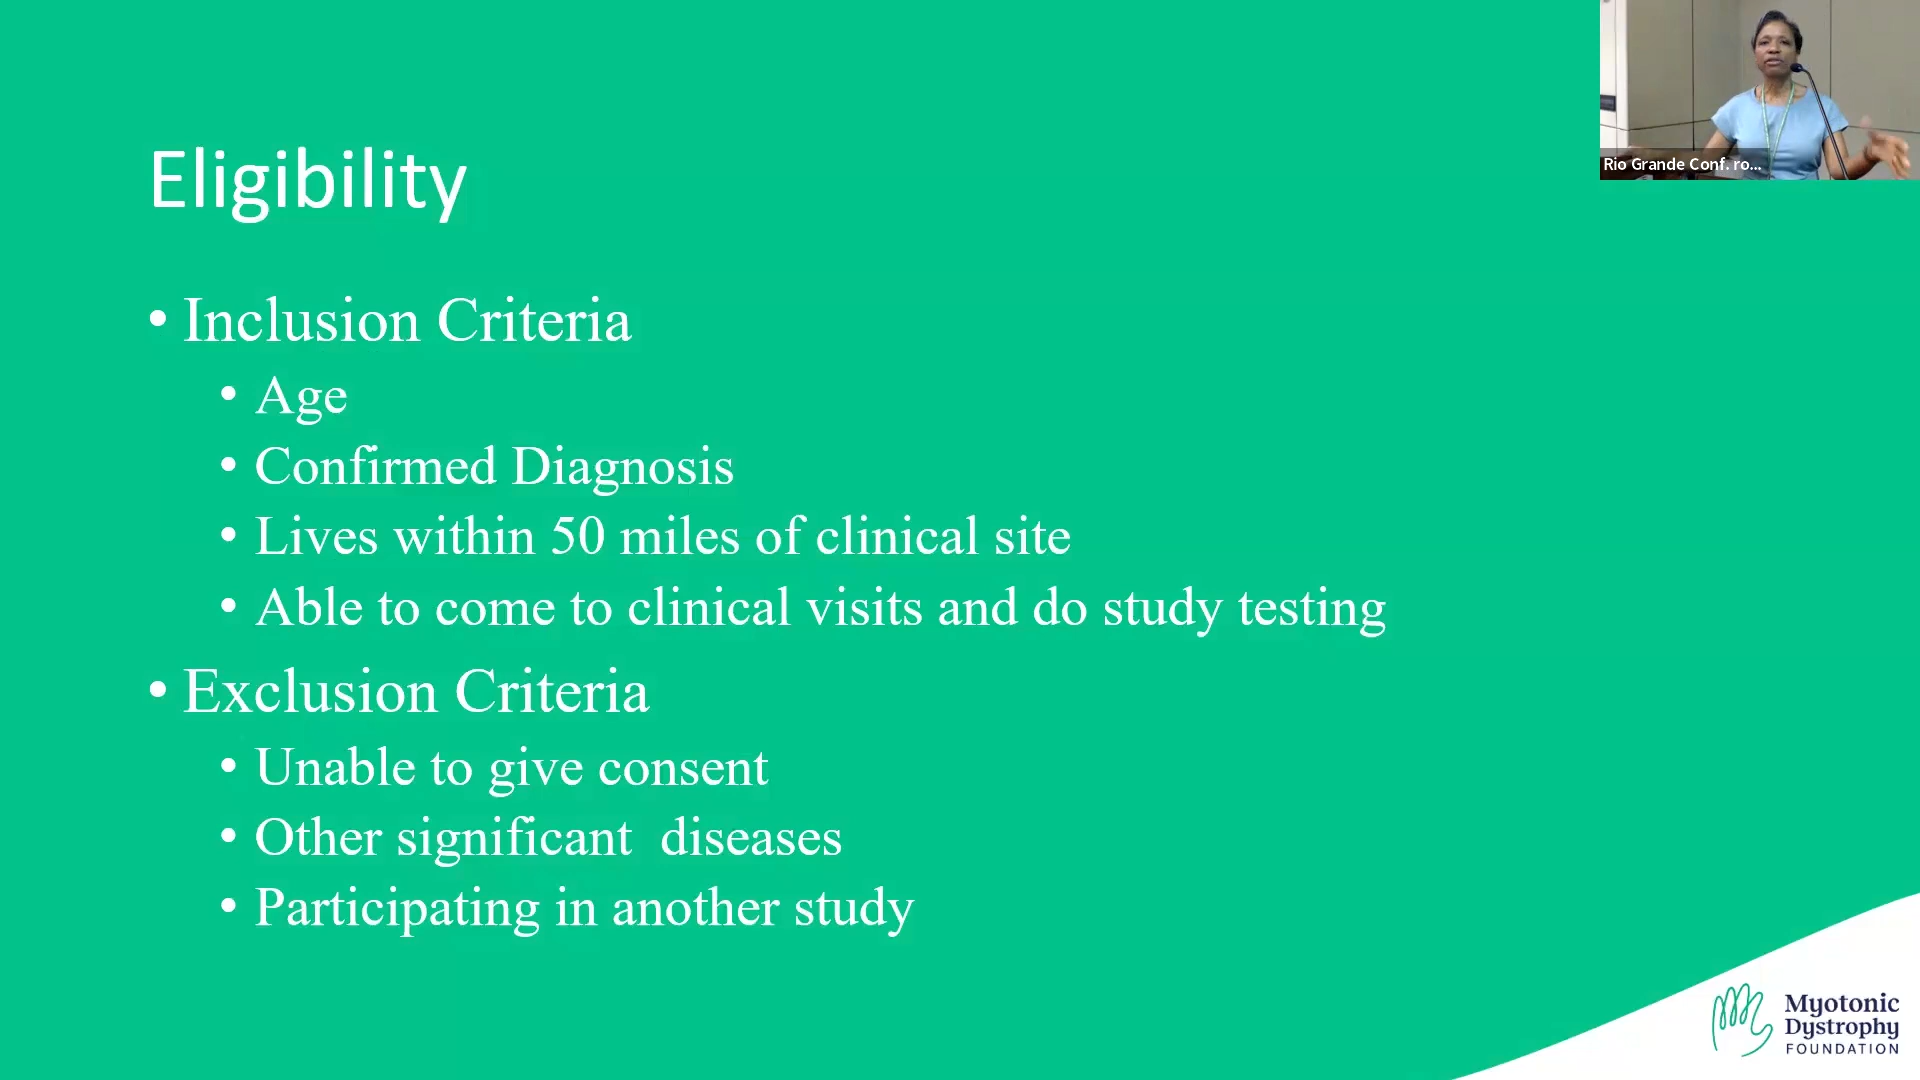 Rio Grande Conf. ro...
Eligibility
• Inclusion Criteria
• Age
• Confirmed Diagnosis
• Lives within 50 miles of clinical site
• Able to come to clinical visits and do study testing
• Exclusion Criteria
• Unable to give consent
• Other significant  diseases
• Participating in another study
Myotonic
Dystrophy
FOUNDATION